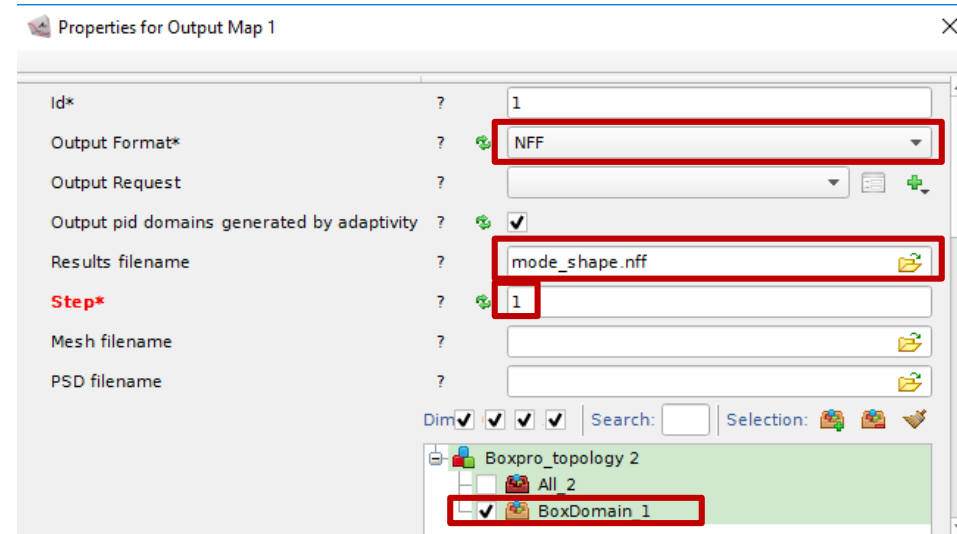 Properties for Output Map 1
Id* ? 1
Output Format* ? NFF
Output Request ?
Output pid domains generated by adaptivity ?
Results filename ? mode_shape.nff
Step* ? 1
Mesh filename ?
PSD filename ?
Dim Search: Selection:
Boxpro_topology 2
All_2
BoxDomain_1